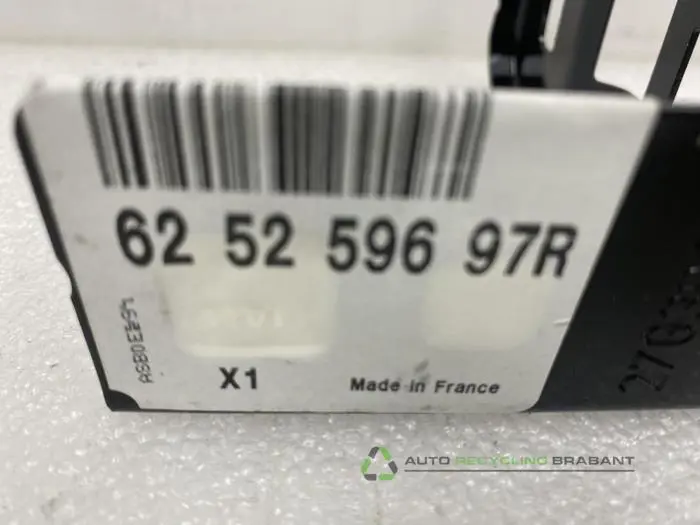 62 52 596 97R
X1
Made in France
AUTO RECYCLING BRABANT